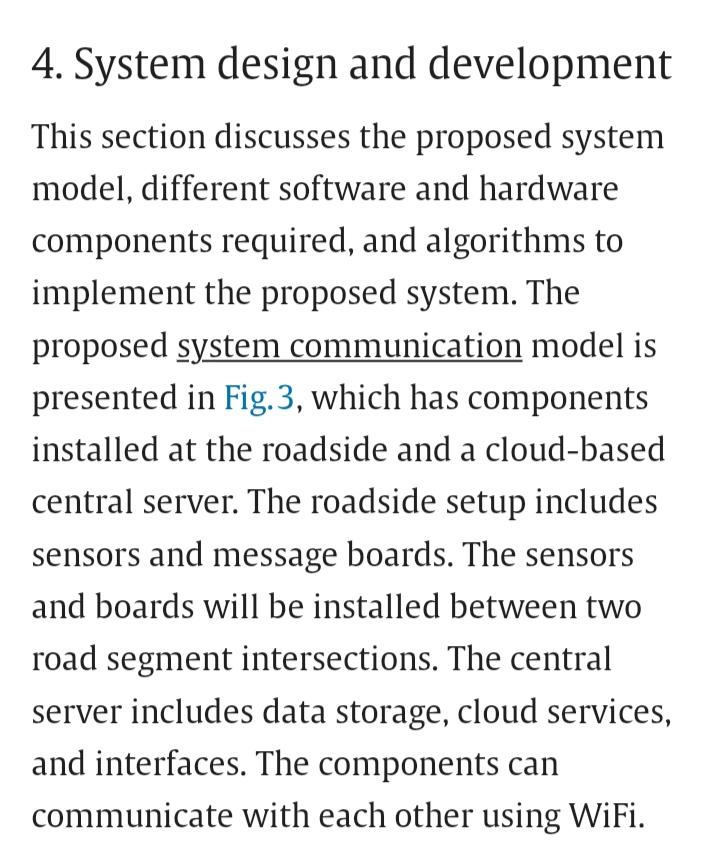 4. System design and development
This section discusses the proposed system
model, different software and hardware
components required, and algorithms to
implement the proposed system. The
proposed system communication model is
presented in Fig. 3, which has components
installed at the roadside and a cloud-based
central server. The roadside setup includes
sensors and message boards. The sensors
and boards will be installed between two
road segment intersections. The central
server includes data storage, cloud services,
and interfaces. The components can
communicate with each other using WiFi.